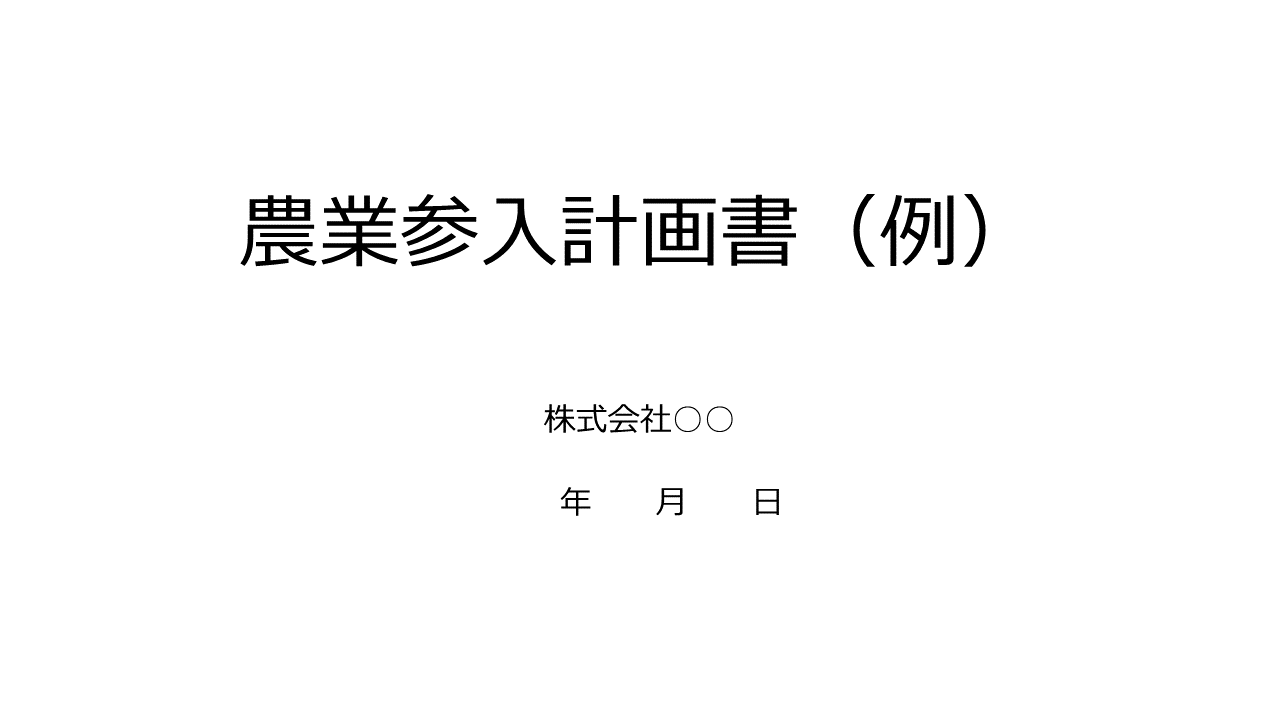 農業参入計画書（例）
株式会社○○
年　　月　　日